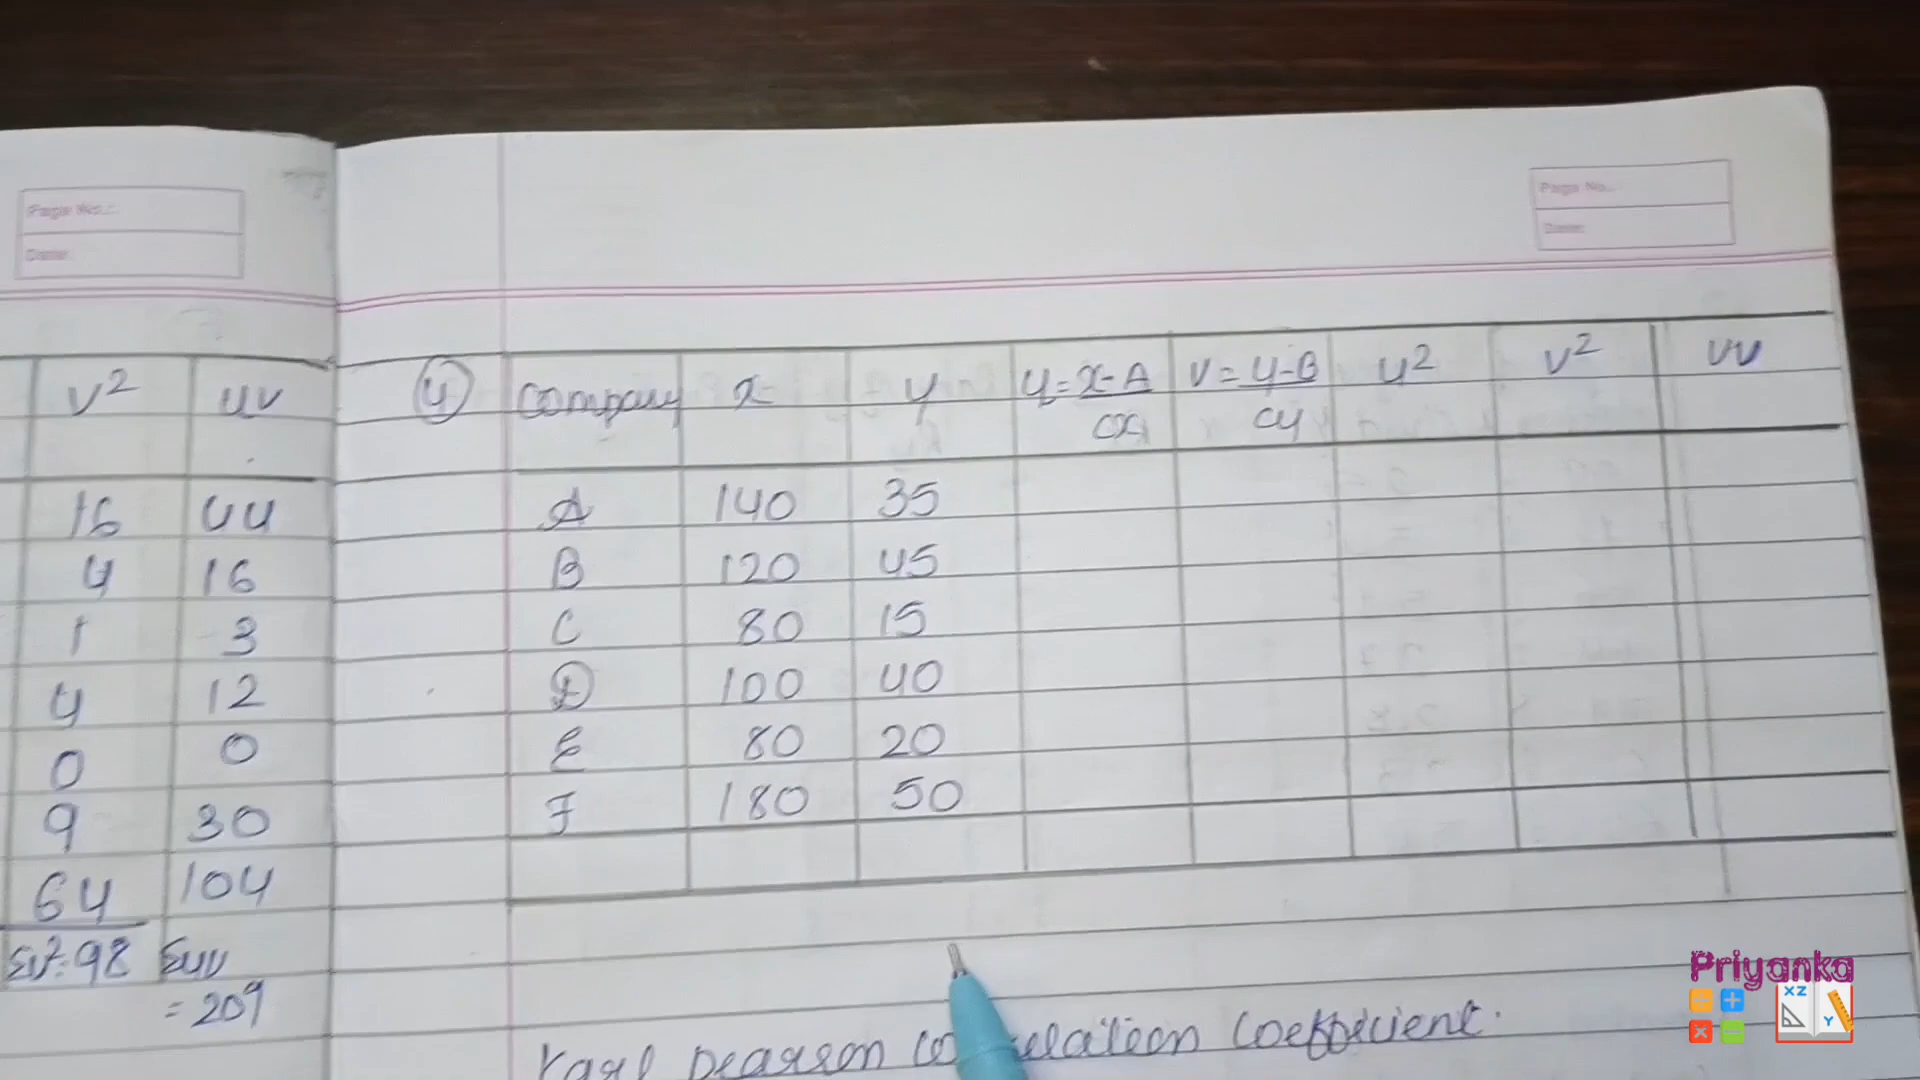 Page No.:
Date:
Page No.:
Date:
v² uv
16 44
4 16
1 3
4 12
0 0
9 30
64 104
Σv²=98 Σuv
= 209
4 company x y u=x-A/cx v=y-B/cy u² v² uv
A 140 35
B 120 45
C 80 15
D 100 40
E 80 20
F 180 50
Karl pearson coefficient.
Priyanka
XZ
Y